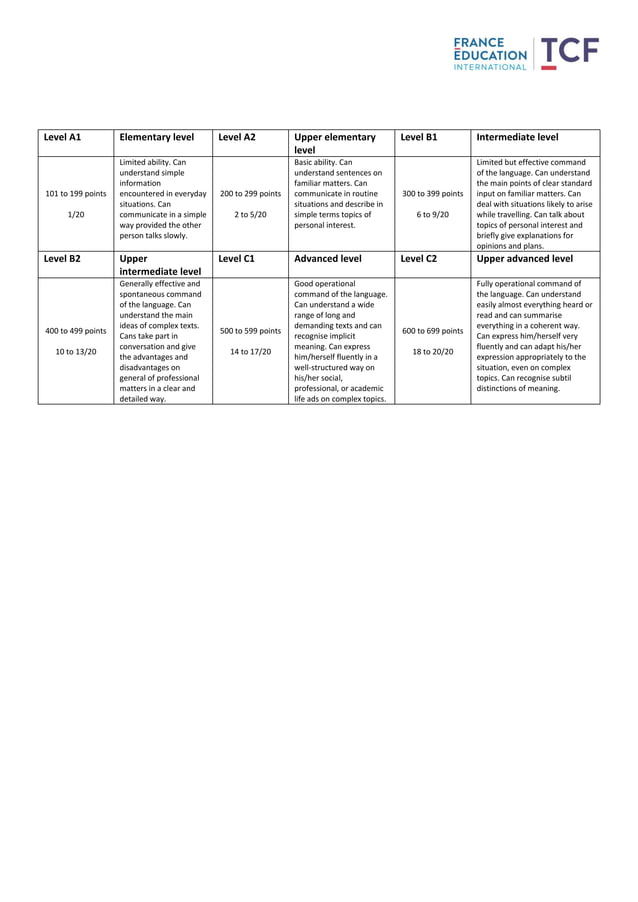 FRANCE
EDUCATION
INTERNATIONAL
TCF
Level A1
Elementary level
Level A2
Upper elementary
level
Level B1
Intermediate level
101 to 199 points
1/20
Limited ability. Can
understand simple
information
encountered in everyday
situations. Can
communicate in a simple
way provided the other
person talks slowly.
200 to 299 points
2 to 5/20
Basic ability. Can
understand sentences on
familiar matters. Can
communicate in routine
situations and describe in
simple terms topics of
personal interest.
300 to 399 points
6 to 9/20
Limited but effective command
of the language. Can understand
the main points of clear standard
input on familiar matters. Can
deal with situations likely to arise
while travelling. Can talk about
topics of personal interest and
briefly give explanations for
opinions and plans.
Level B2
Upper
intermediate level
Level C1
Advanced level
Level C2
Upper advanced level
400 to 499 points
10 to 13/20
Generally effective and
spontaneous command
of the language. Can
understand the main
ideas of complex texts.
Cans take part in
conversation and give
the advantages and
disadvantages on
general of professional
matters in a clear and
detailed way.
500 to 599 points
14 to 17/20
Good operational
command of the language.
Can understand a wide
range of long and
demanding texts and can
recognise implicit
meaning. Can express
him/herself fluently in a
well-structured way on
his/her social,
professional, or academic
life ads on complex topics.
600 to 699 points
18 to 20/20
Fully operational command of
the language. Can understand
easily almost everything heard or
read and can summarise
everything in a coherent way.
Can express him/herself very
fluently and can adapt his/her
expression appropriately to the
situation, even on complex
topics. Can recognise subtil
distinctions of meaning.